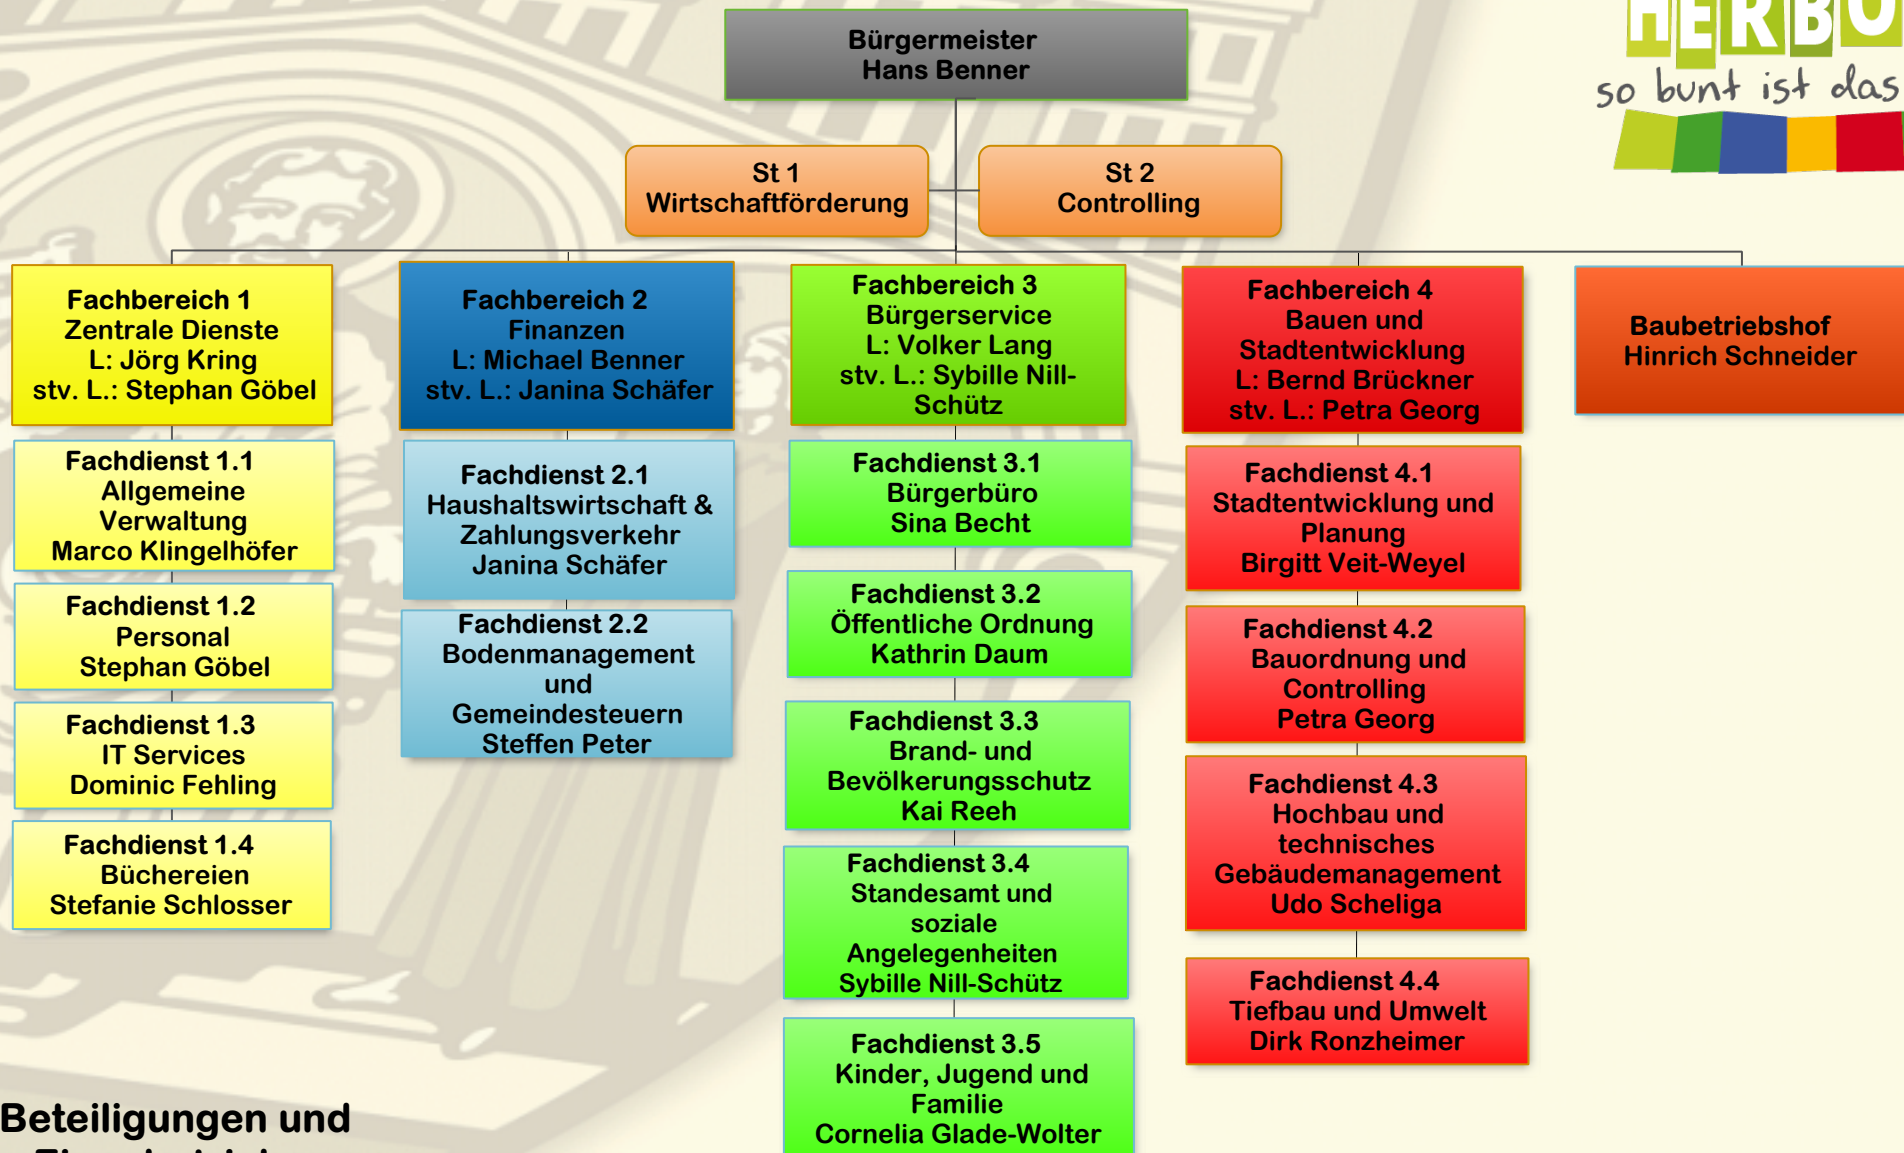 Bürgermeister
Hans Benner
so bunt ist das
St 1
Wirtschaftförderung
St 2
Controlling
Fachbereich 1
Zentrale Dienste
L: Jörg Kring
stv. L.: Stephan Göbel
Fachdienst 1.1
Allgemeine
Verwaltung
Marco Klingelhöfer
Fachdienst 1.2
Personal
Stephan Göbel
Fachdienst 1.3
IT Services
Dominic Fehling
Fachdienst 1.4
Büchereien
Stefanie Schlosser
Fachbereich 2
Finanzen
L: Michael Benner
stv. L.: Janina Schäfer
Fachdienst 2.1
Haushaltswirtschaft &
Zahlungsverkehr
Janina Schäfer
Fachdienst 2.2
Bodenmanagement
und
Gemeindesteuern
Steffen Peter
Fachbereich 3
Bürgerservice
L: Volker Lang
stv. L.: Sybille Nill-
Schütz
Fachdienst 3.1
Bürgerbüro
Sina Becht
Fachdienst 3.2
Öffentliche Ordnung
Kathrin Daum
Fachdienst 3.3
Brand- und
Bevölkerungsschutz
Kai Reeh
Fachdienst 3.4
Standesamt und
soziale
Angelegenheiten
Sybille Nill-Schütz
Fachdienst 3.5
Kinder, Jugend und
Familie
Cornelia Glade-Wolter
Fachbereich 4
Bauen und
Stadtentwicklung
L: Bernd Brückner
stv. L.: Petra Georg
Fachdienst 4.1
Stadtentwicklung und
Planung
Birgitt Veit-Weyel
Fachdienst 4.2
Bauordnung und
Controlling
Petra Georg
Fachdienst 4.3
Hochbau und
technisches
Gebäudemanagement
Udo Scheliga
Fachdienst 4.4
Tiefbau und Umwelt
Dirk Ronzheimer
Baubetriebshof
Hinrich Schneider
Beteiligungen und